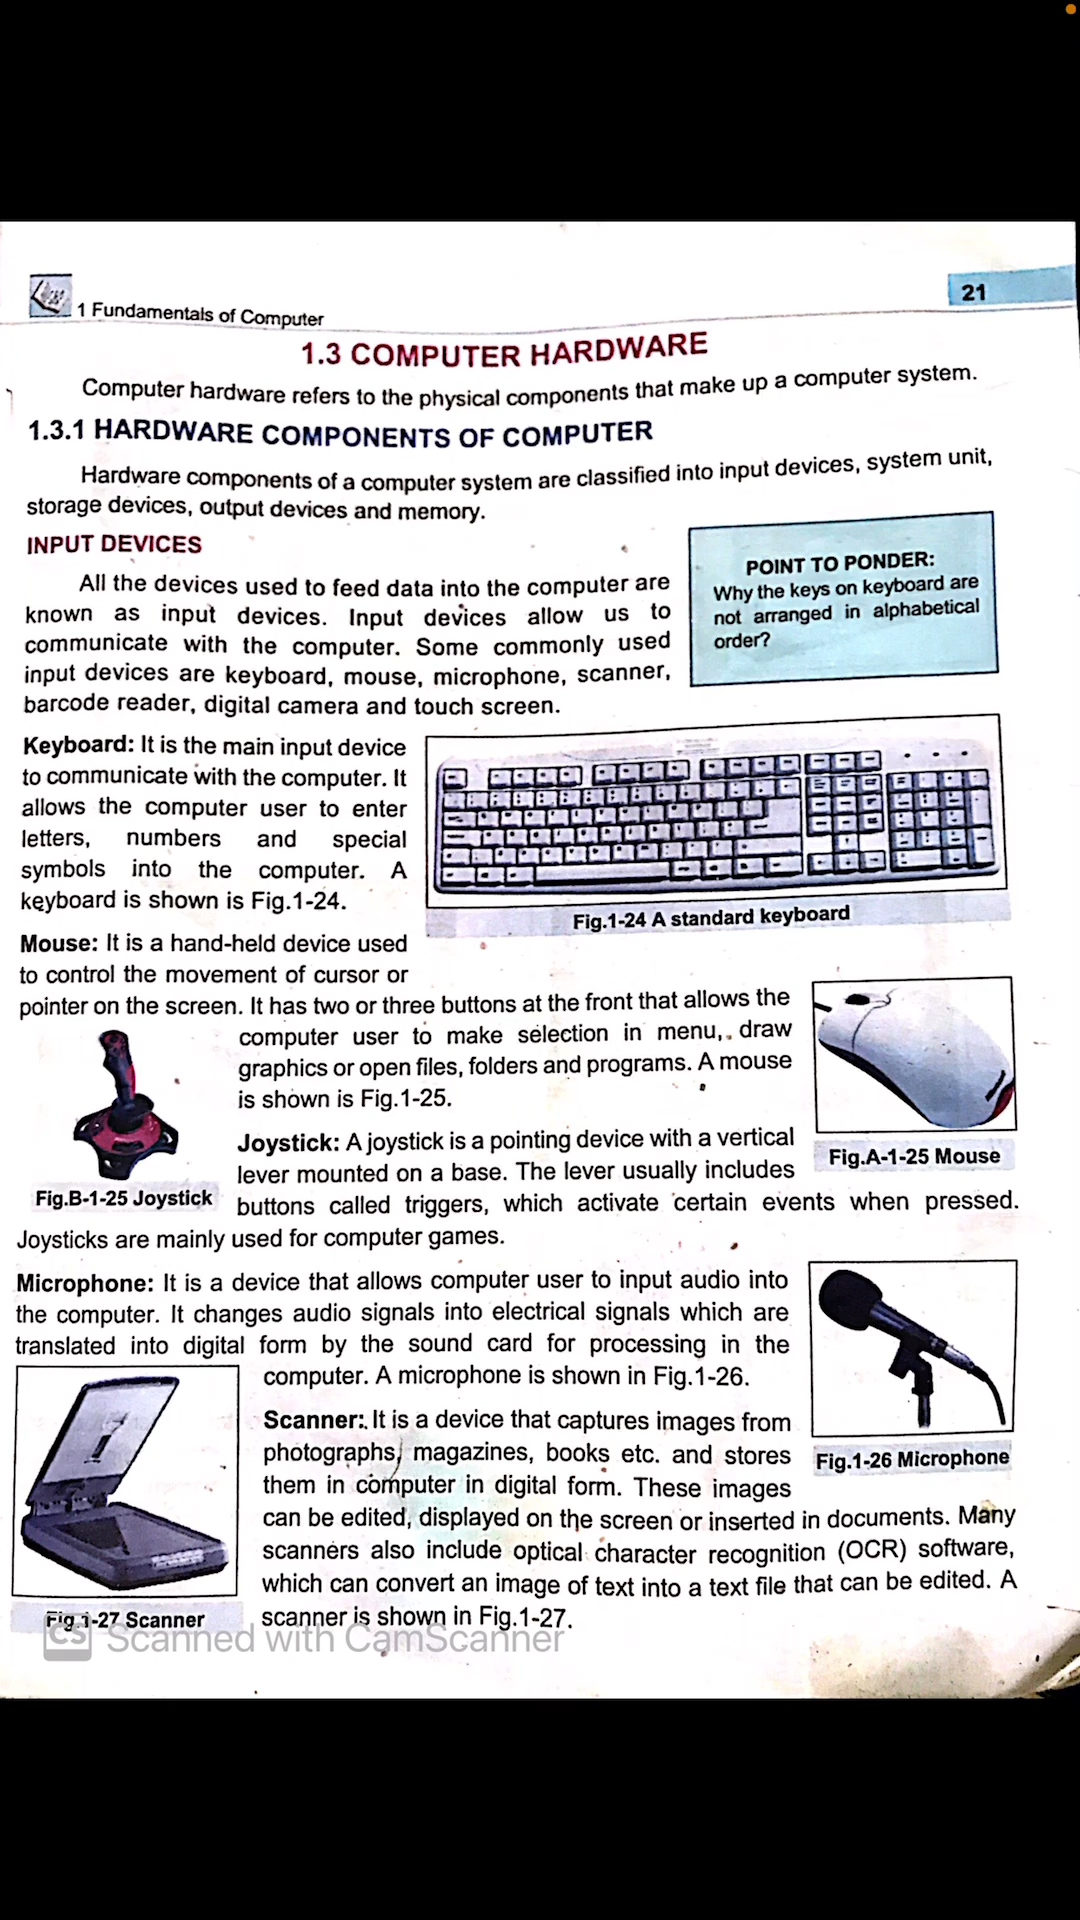 1 Fundamentals of Computer
21
1.3 COMPUTER HARDWARE
Computer hardware refers to the physical components that make up a computer system.
1.3.1 HARDWARE COMPONENTS OF COMPUTER
Hardware components of a computer system are classified into input devices, system unit,
storage devices, output devices and memory.
INPUT DEVICES
All the devices used to feed data into the computer are
known as input devices. Input devices allow us to
communicate with the computer. Some commonly used
input devices are keyboard, mouse, microphone, scanner,
barcode reader, digital camera and touch screen.
POINT TO PONDER:
Why the keys on keyboard are
not arranged in alphabetical
order?
Keyboard: It is the main input device
to communicate with the computer. It
allows the computer user to enter
letters, numbers and special
symbols into the computer. A
keyboard is shown is Fig.1-24.
Fig.1-24 A standard keyboard
Mouse: It is a hand-held device used
to control the movement of cursor or
pointer on the screen. It has two or three buttons at the front that allows the
computer user to make selection in menu, draw
graphics or open files, folders and programs. A mouse
is shown is Fig.1-25.
Fig.A-1-25 Mouse
Joystick: A joystick is a pointing device with a vertical
lever mounted on a base. The lever usually includes
Fig.B-1-25 Joystick
buttons called triggers, which activate certain events when pressed.
Joysticks are mainly used for computer games.
Microphone: It is a device that allows computer user to input audio into
the computer. It changes audio signals into electrical signals which are
translated into digital form by the sound card for processing in the
computer. A microphone is shown in Fig.1-26.
Fig.1-26 Microphone
Scanner: It is a device that captures images from
photographs, magazines, books etc. and stores
them in computer in digital form. These images
can be edited, displayed on the screen or inserted in documents. Many
scanners also include optical character recognition (OCR) software,
which can convert an image of text into a text file that can be edited. A
scanner is shown in Fig.1-27.
Fig.1-27 Scanner
CS Scanned with CamScanner